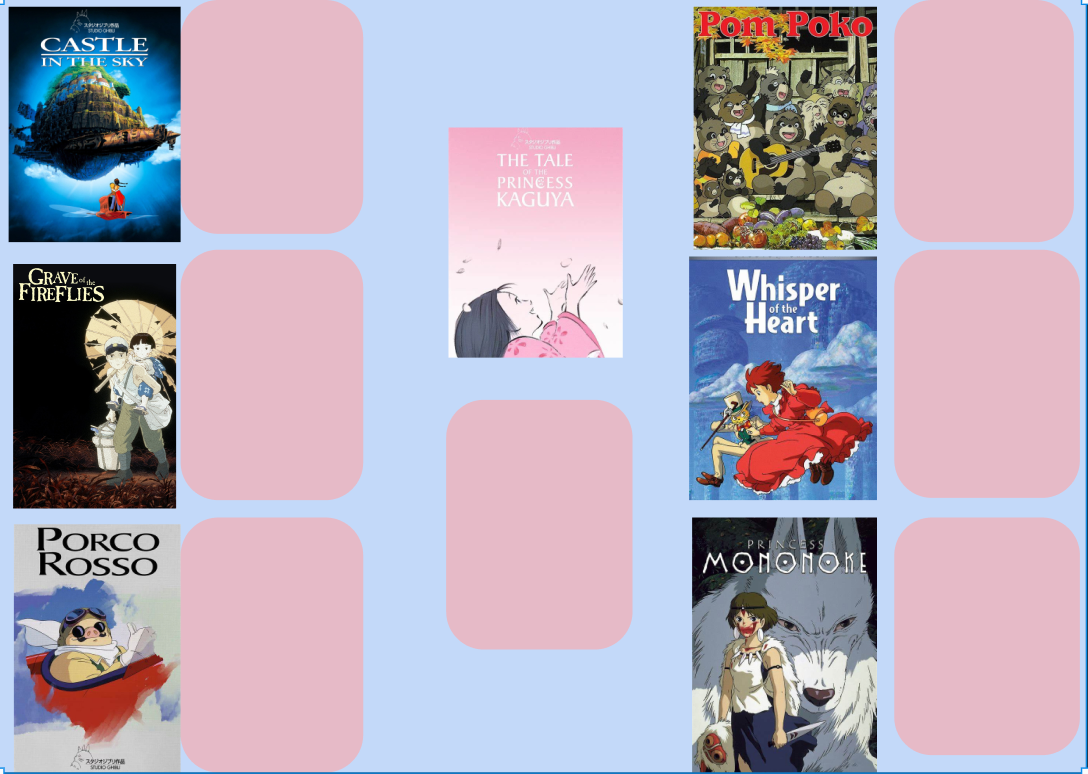 スタジオジブリ作品
STUDIO GHIBLI
CASTLE
IN THE SKY
GRAVE of the
FIREFLIES
PORCO
ROSSO
スタジオジブリ作品
STUDIO GHIBLI
スタジオジブリ作品
STUDIO GHIBLI
THE TALE
OF THE
PRINCESS
KAGUYA
Pom Poko
Whisper
of the
Heart
PRINCESS
MONONOKE